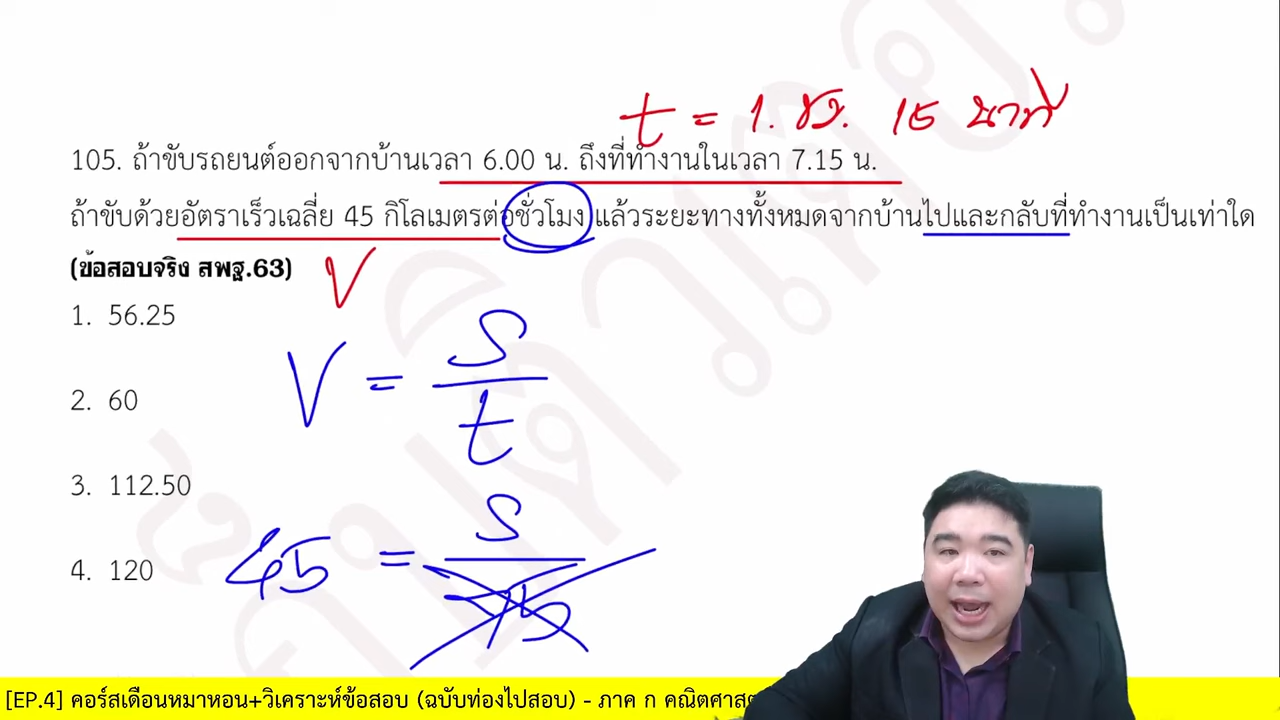 t = 1. ชม. 15 นาที
105. ถ้าขับรถยนต์ออกจากบ้านเวลา 6.00 น. ถึงที่ทำงานในเวลา 7.15 น.
ถ้าขับด้วยอัตราเร็วเฉลี่ย 45 กิโลเมตรต่อชั่วโมง แล้วระยะทางทั้งหมดจากบ้านไปและกลับที่ทำงานเป็นเท่าใด
(ข้อสอบจริง สพฐ.63)
V
1. 56.25
V = S
t
2. 60
3. 112.50
45 = S
75
4. 120
[EP.4] คอร์สเดือนหมาหอน+วิเคราะห์ข้อสอบ (ฉบับท่องไปสอบ) - ภาค ก